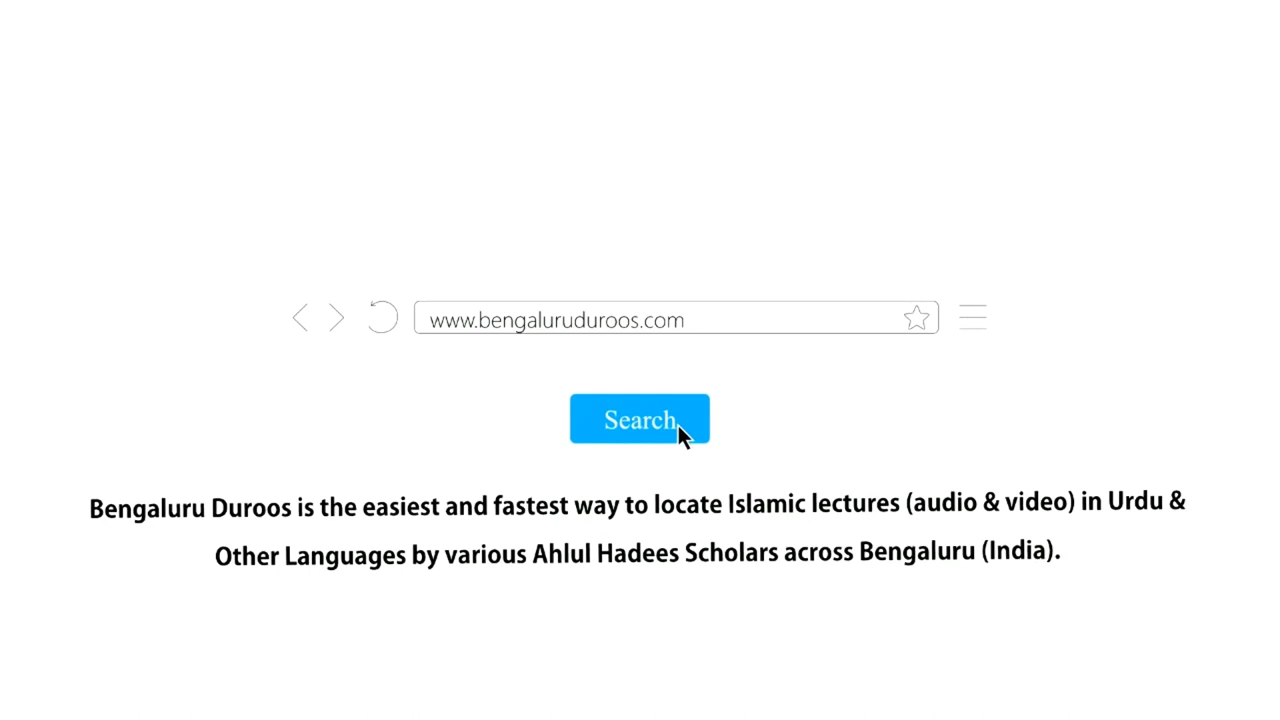 www.bengaluruduroos.com
Search
Bengaluru Duroos is the easiest and fastest way to locate Islamic lectures (audio & video) in Urdu &
Other Languages by various Ahlul Hadees Scholars across Bengaluru (India).